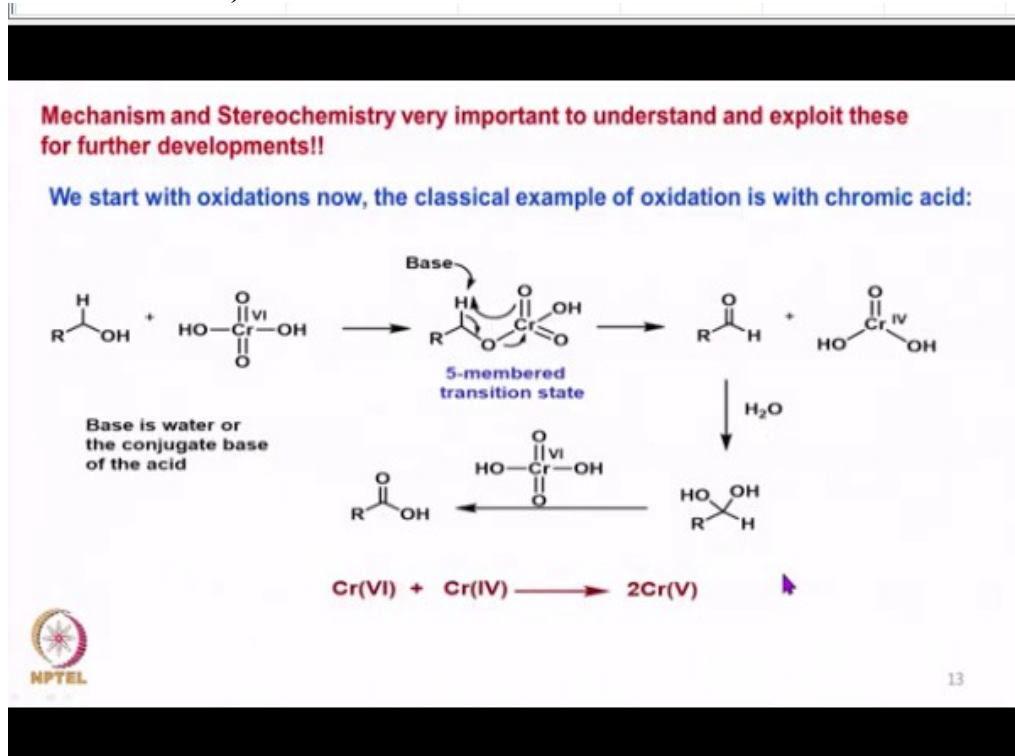 Mechanism and Stereochemistry very important to understand and exploit these
for further developments!!
We start with oxidations now, the classical example of oxidation is with chromic acid:
Base
H
R OH
+
O
VI
HO—Cr—OH
O
H
R
O
O
Cr
OH
O
O
R H
+
O
Cr IV
HO OH
5-membered
transition state
H₂O
Base is water or
the conjugate base
of the acid
O
R OH
O
VI
HO—Cr—OH
O
HO OH
R H
Cr(VI) + Cr(IV) → 2Cr(V)
NPTEL
13